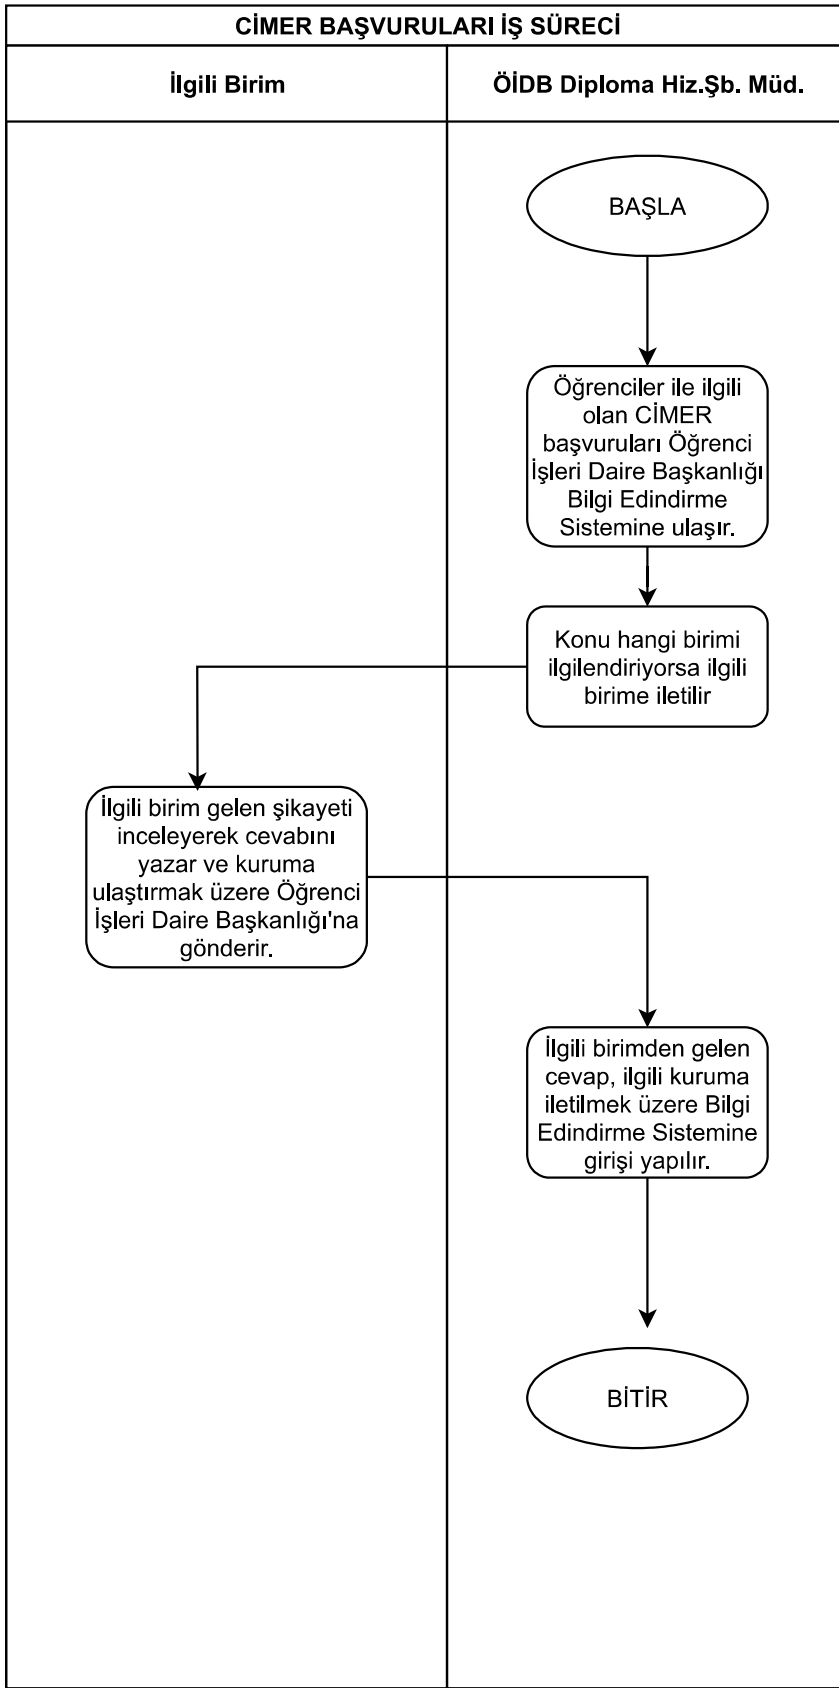 CİMER BAŞVURULARI İŞ SÜRECİ
İlgili Birim
ÖİDB Diploma Hiz.Şb. Müd.
BAŞLA
Öğrenciler ile ilgili
olan CİMER
başvuruları Öğrenci
İşleri Daire Başkanlığı
Bilgi Edindirme
Sistemine ulaşır.
Konu hangi birimi
ilgilendiriyorsa ilgili
birime iletilir
İlgili birim gelen şikayeti
inceleyerek cevabını
yazar ve kuruma
ulaştırmak üzere Öğrenci
İşleri Daire Başkanlığı'na
gönderir.
İlgili birimden gelen
cevap, ilgili kuruma
iletilmek üzere Bilgi
Edindirme Sistemine
girişi yapılır.
BİTİR